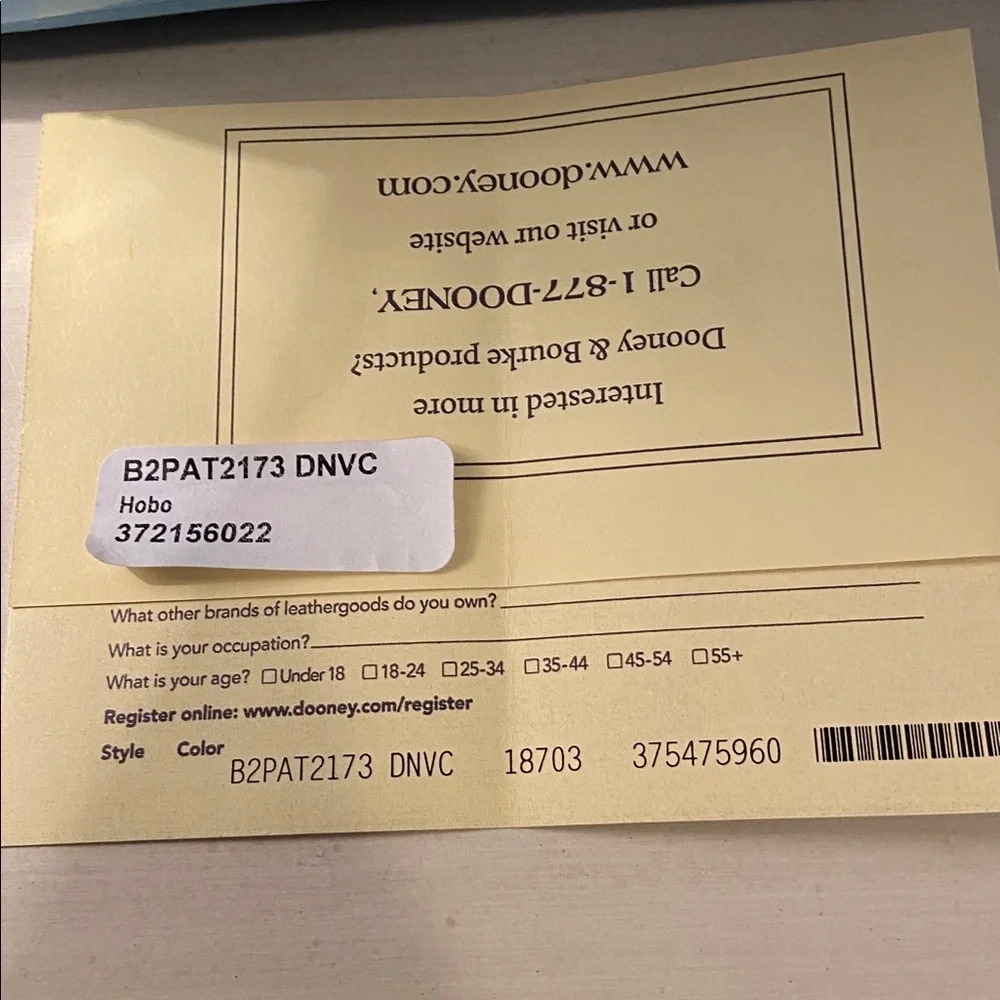 Interested in more
Dooney & Bourke products?
Call 1-877-DOONEY,
or visit our website
www.dooney.com
B2PAT2173 DNVC
Hobo
372156022
What other brands of leathergoods do you own?
What is your occupation?
What is your age? ☐Under 18 ☐18-24 ☐25-34 ☐35-44 ☐45-54 ☐55+
Register online: www.dooney.com/register
Style Color B2PAT2173 DNVC 18703 375475960